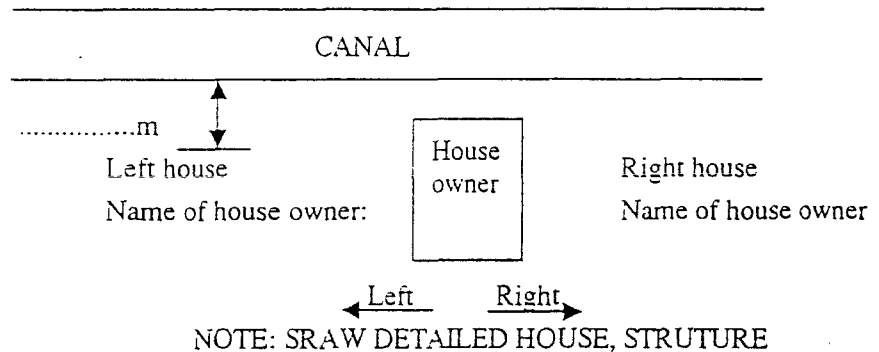 CANAL
...............m
House
owner
Left house
Right house
Name of house owner:
Name of house owner
Left
Right
NOTE: SRAW DETAILED HOUSE, STRUTURE